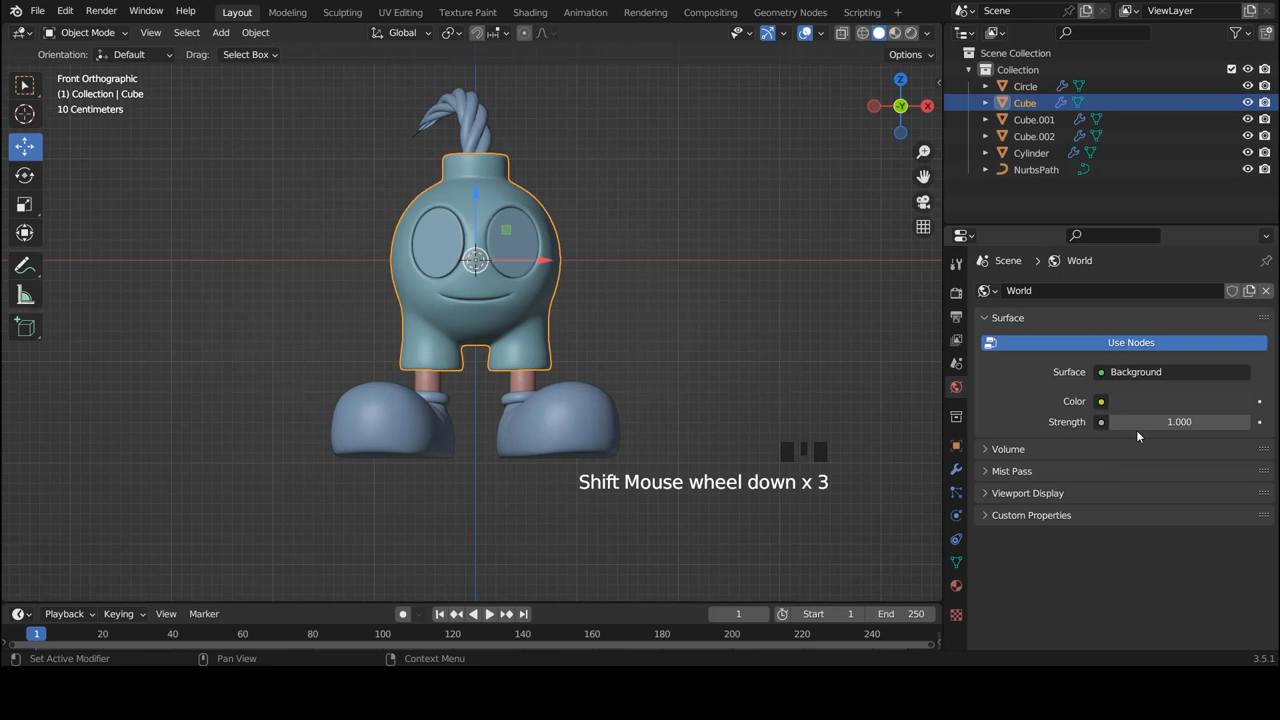 File Edit Render Window Help Layout Modeling Sculpting UV Editing Texture Paint Shading Animation Rendering Compositing Geometry Nodes Scripting Scene ViewLayer
Object Mode View Select Add Object Global
Orientation: Default Drag: Select Box Options
Front Orthographic
(1) Collection | Cube
10 Centimeters
Z
-Y
X
Shift Mouse wheel down x 3
Scene Collection
Collection
Circle
Cube
Cube.001
Cube.002
Cylinder
NurbsPath
Scene World
World
Surface
Use Nodes
Surface Background
Color
Strength 1.000
Volume
Mist Pass
Viewport Display
Custom Properties
Playback Keying View Marker 1 Start 1 End 250
1 20 40 60 80 100 120 140 160 180 200 220 240
Set Active Modifier Pan View Context Menu 3.5.1